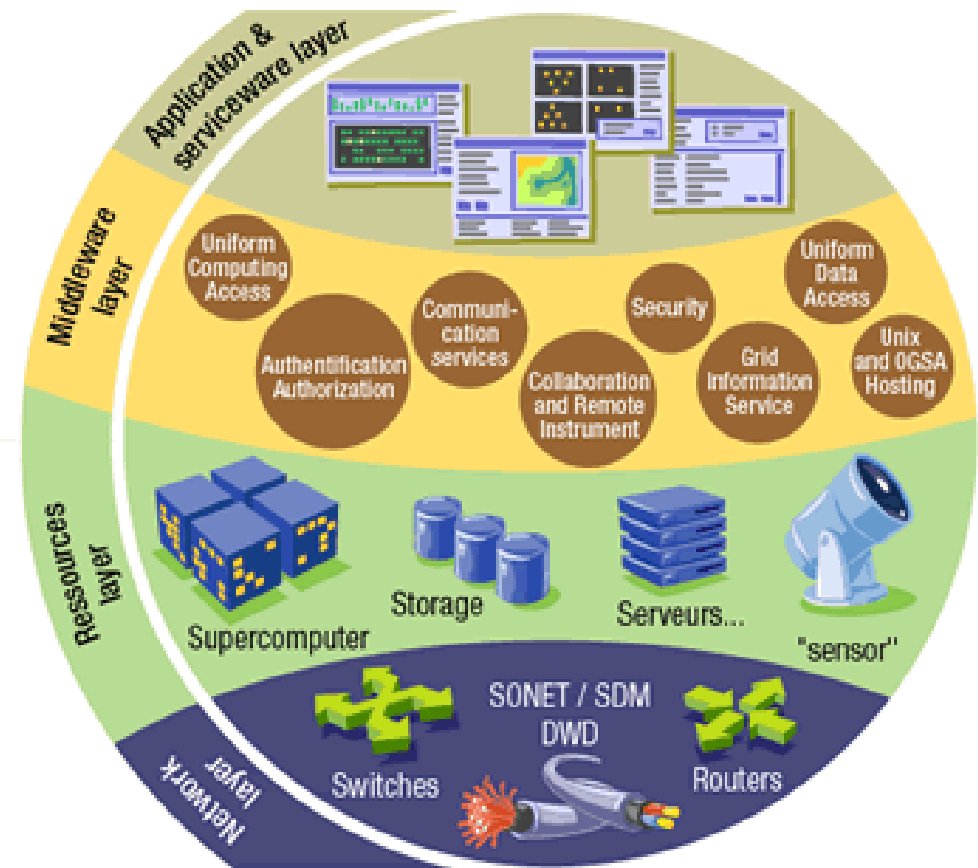 Application &
serviceware layer
Middleware
layer
Uniform
Computing
Access
Authentification
Authorization
Communi-
cation
services
Collaboration
and Remote
Instrument
Security
Grid
Information
Service
Uniform
Data
Access
Unix
and OGSA
Hosting
Ressources
layer
Supercomputer
Storage
Serveurs...
"sensor"
Network
layer
Switches
SONET / SDM
DWD
Routers